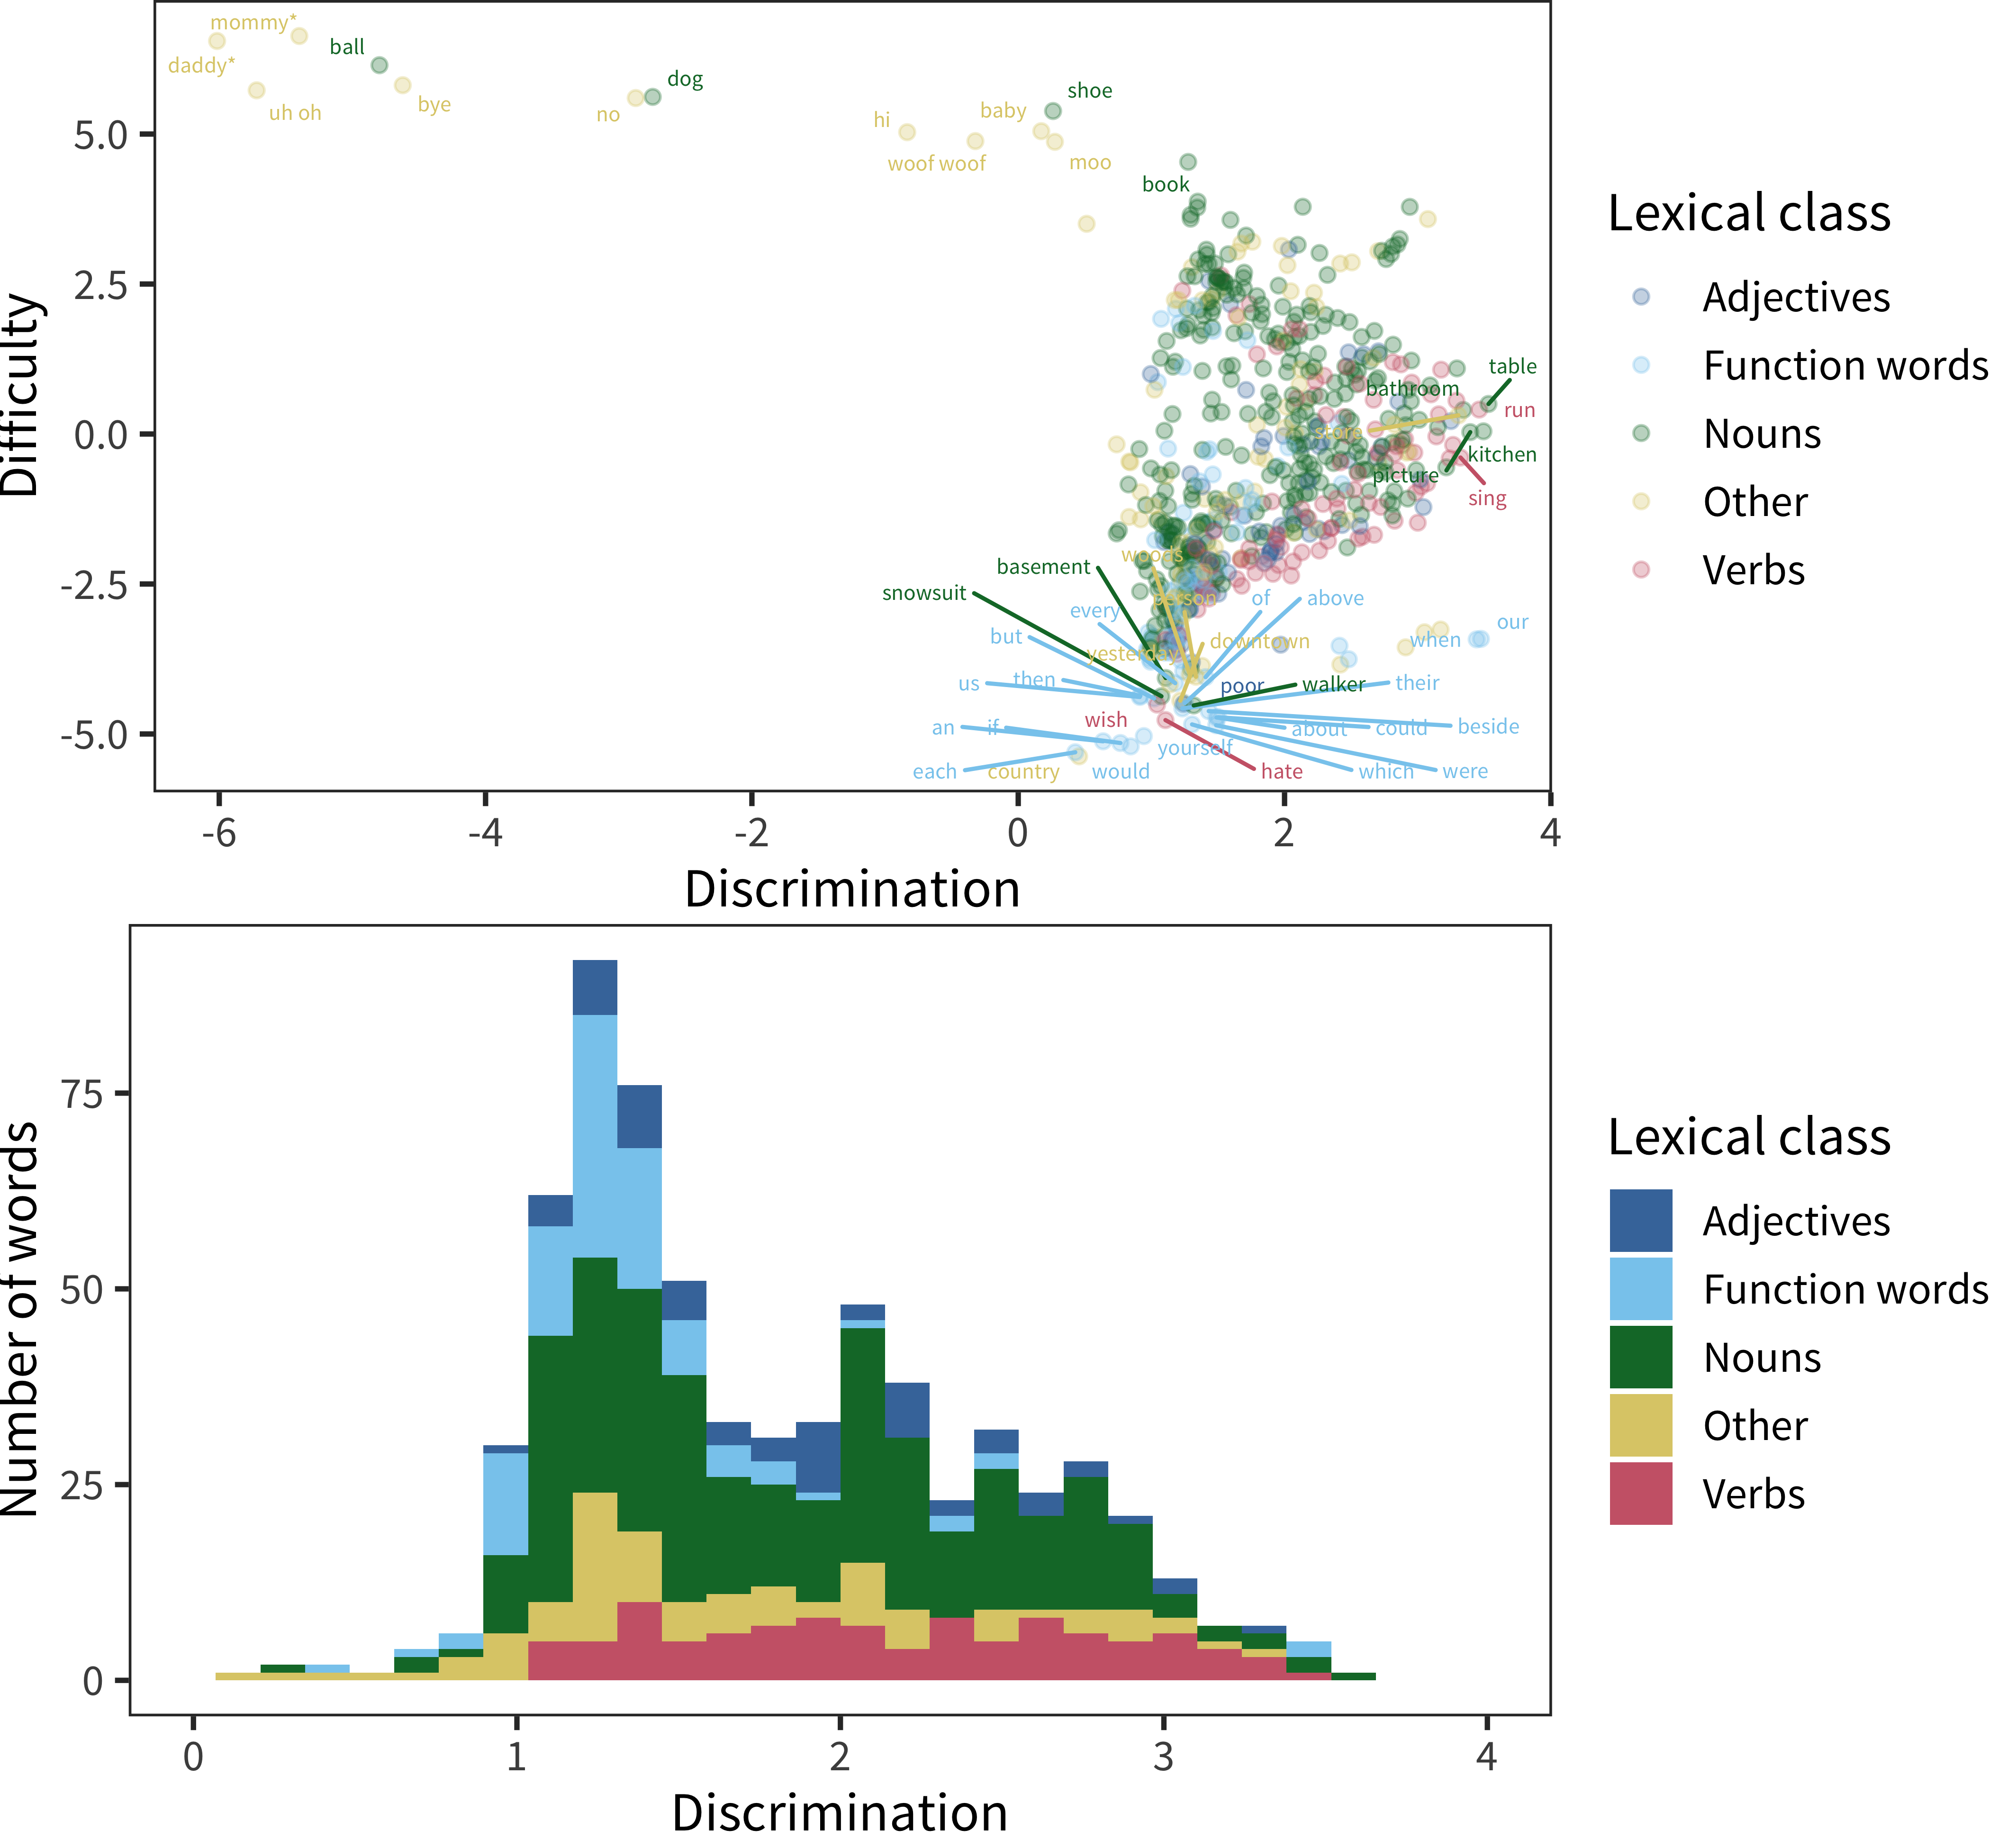 mommy*
ball
daddy*
uh oh
bye
no
dog
hi
woof woof
baby
shoe
moo
book
5.0
2.5
0.0
-2.5
-5.0
Difficulty
table
bathroom
run
store
kitchen
picture
sing
woods
basement
snowsuit
person
of
above
every
but
downtown
when
our
yesterday
us
then
poor
walker
their
wish
an
if
yourself
about
could
beside
each
country
would
hate
which
were
-6
-4
-2
0
2
4
Discrimination
Lexical class
Adjectives
Function words
Nouns
Other
Verbs
75
50
25
0
Number of words
0
1
2
3
4
Discrimination
Lexical class
Adjectives
Function words
Nouns
Other
Verbs